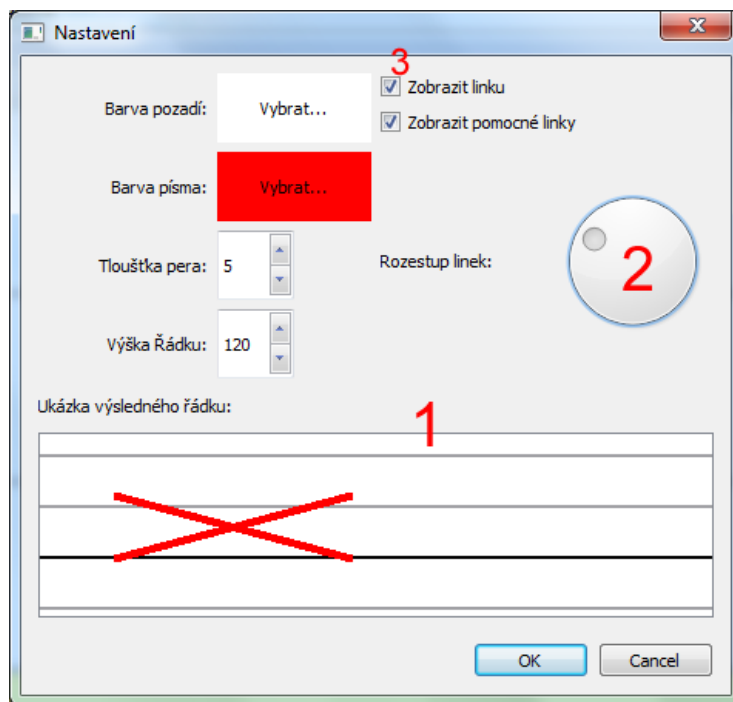 Nastavení
3
Barva pozadí: Vybrat... Zobrazit linku
Zobrazit pomocné linky
Barva písma: Vybrat...
Tloušťka pera: 5 Rozestup linek: 2
Výška Řádku: 120
Ukázka výsledného řádku:
1
OK Cancel